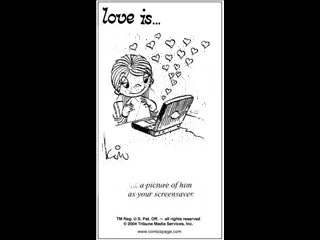 love is...
kim
... a picture of him
as your screensaver.
TM Reg. U.S. Pat. Off. — all rights reserved
© 2004 Tribune Media Services, Inc.
www.comicspage.com